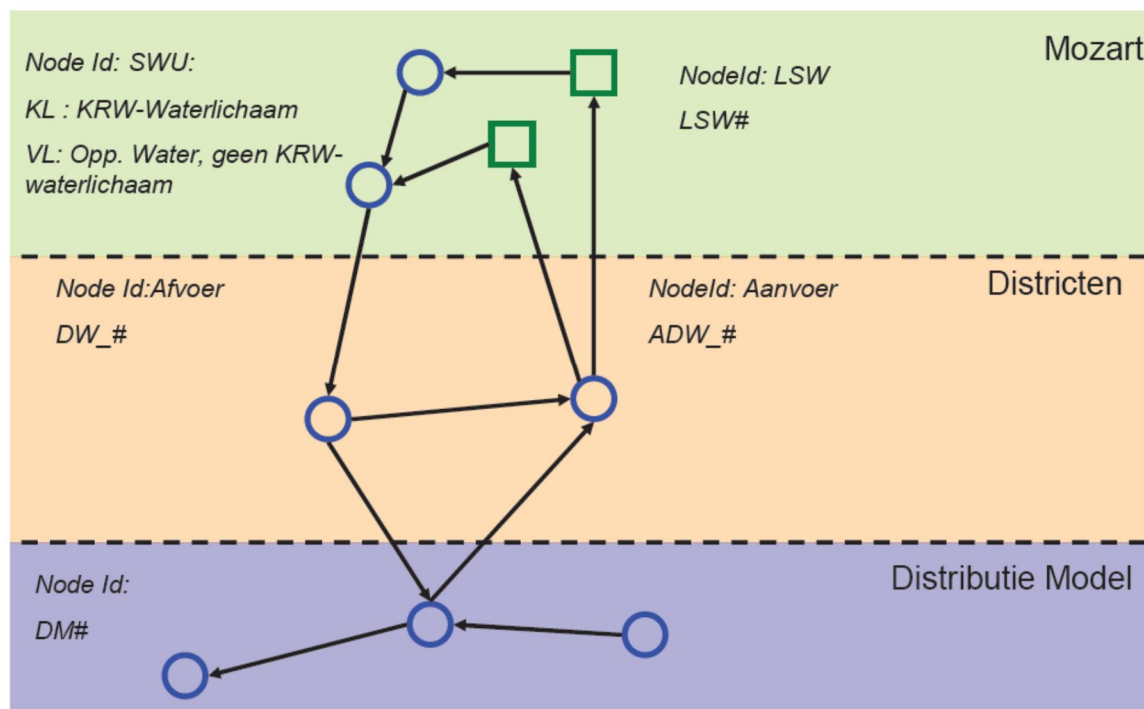 Mozart
Node Id: SWU:
KL : KRW-Waterlichaam
VL: Opp. Water, geen KRW-
waterlichaam
NodeId: LSW
LSW#
Districten
Node Id:Afvoer
DW_#
NodeId: Aanvoer
ADW_#
Distributie Model
Node Id:
DM#